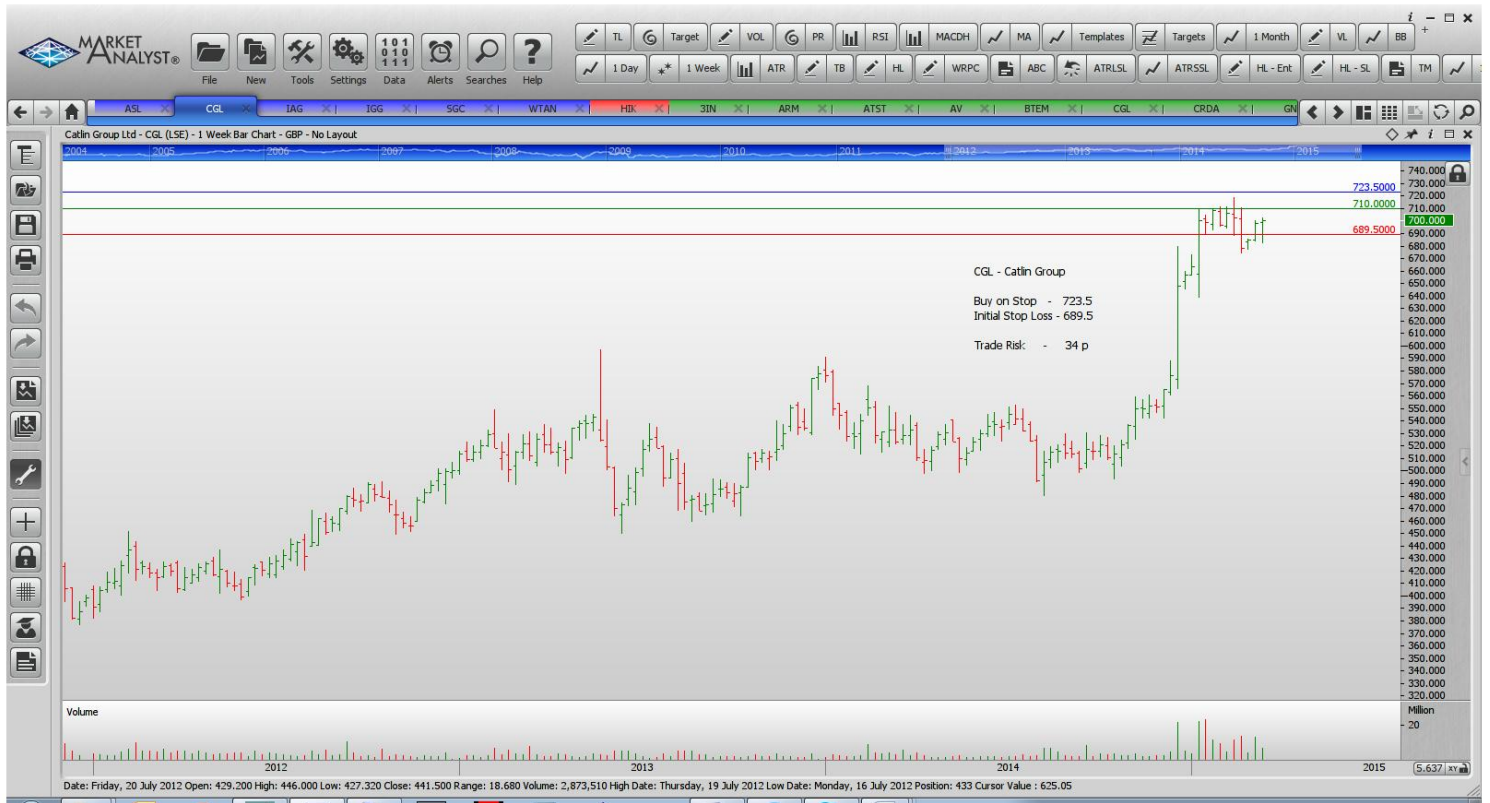 MARKET
ANALYST®
File
New
Tools
Settings
101
010
111
Data
Alerts
Searches
?
Help
i
TL
Target
VOL
PR
RSI
MACDH
MA
Templates
Targets
1 Month
VL
BB
+
1 Day
1 Week
ATR
TB
HL
WRPC
ABC
ATRLSL
ATRSSL
HL - Ent
HL - SL
TM
ASL
CGL
IAG
IGG
SGC
WTAN
HIK
3IN
ARM
ATST
AV
BTEM
CGL
CRDA
GN
Catlin Group Ltd - CGL (LSE) - 1 Week Bar Chart - GBP - No Layout
i
2004 2005 2006 2007 2008 2009 2010 2011 2012 2013 2014 2015
723.5000
710.0000
689.5000
CGL - Catlin Group
Buy on Stop - 723.5
Initial Stop Loss - 689.5
Trade Risk - 34 p
740.000
730.000
720.000
710.000
700.000
690.000
680.000
670.000
660.000
650.000
640.000
630.000
620.000
610.000
600.000
590.000
580.000
570.000
560.000
550.000
540.000
530.000
520.000
510.000
500.000
490.000
480.000
470.000
460.000
450.000
440.000
430.000
420.000
410.000
400.000
390.000
380.000
370.000
360.000
350.000
340.000
330.000
320.000
Volume
Million
20
2012 2013 2014 2015
5.637 XY
Date: Friday, 20 July 2012 Open: 429.200 High: 446.000 Low: 427.320 Close: 441.500 Range: 18.680 Volume: 2,873,510 High Date: Thursday, 19 July 2012 Low Date: Monday, 16 July 2012 Position: 433 Cursor Value : 625.05